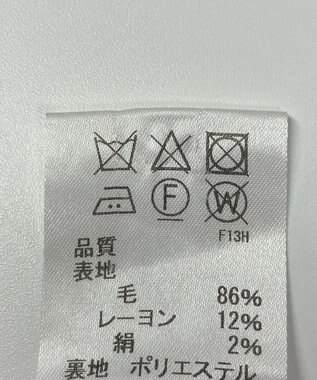 F W
F13H
品質
表地
毛 86%
レーヨン 12%
絹 2%
裏地 ポリエステル